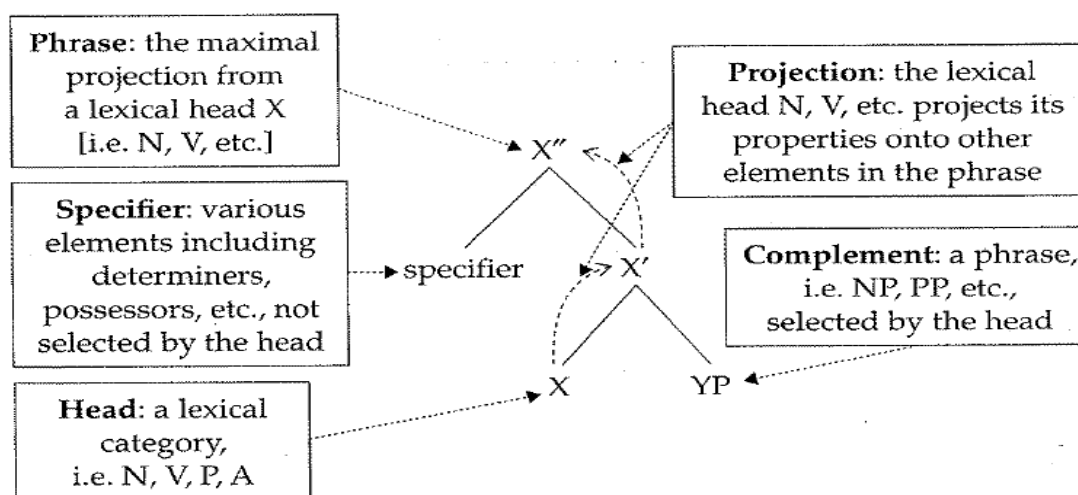 Phrase: the maximal
projection from
a lexical head X
[i.e. N, V, etc.]
Projection: the lexical
head N, V, etc. projects its
properties onto other
elements in the phrase
X″
Specifier: various
elements including
determiners,
possessors, etc., not
selected by the head
specifier
X′
Complement: a phrase,
i.e. NP, PP, etc.,
selected by the head
X
YP
Head: a lexical
category,
i.e. N, V, P, A